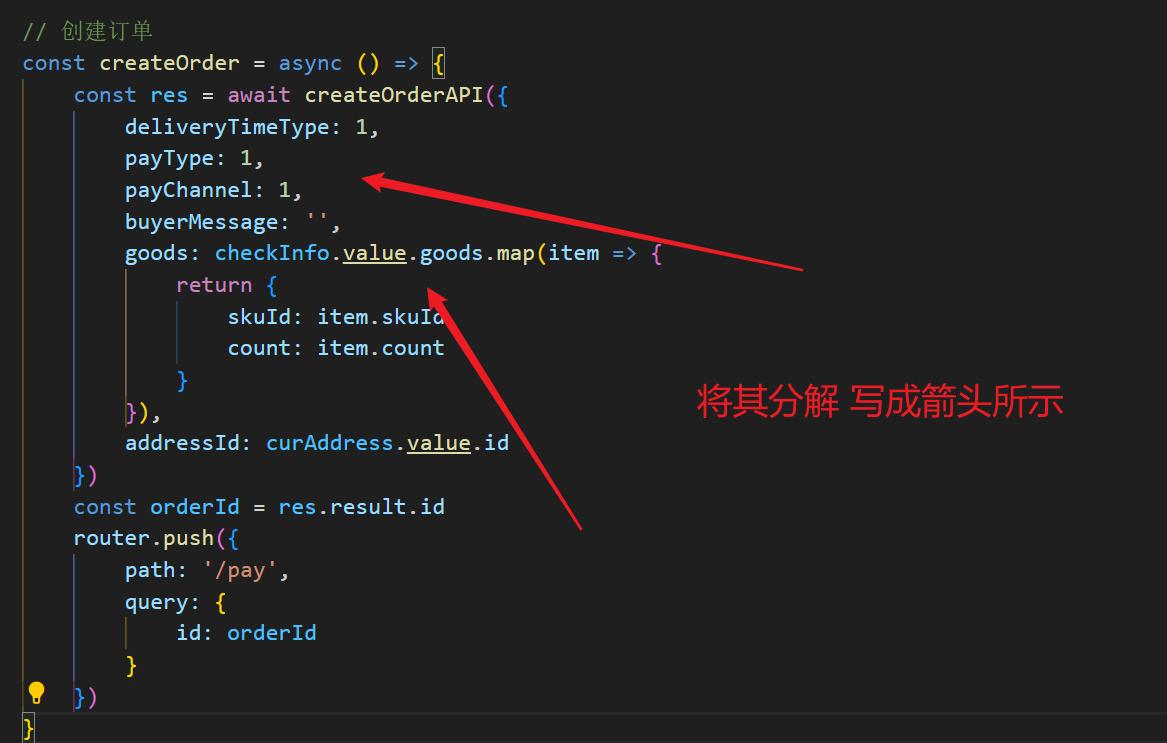 // 创建订单
const createOrder = async () => {
const res = await createOrderAPI({
deliveryTimeType: 1,
payType: 1,
payChannel: 1,
buyerMessage: '',
goods: checkInfo.value.goods.map(item => {
return {
skuId: item.skuId
count: item.count
}
}),
addressId: curAddress.value.id
})
const orderId = res.result.id
router.push({
path: '/pay',
query: {
id: orderId
}
})
}
将其分解 写成箭头所示